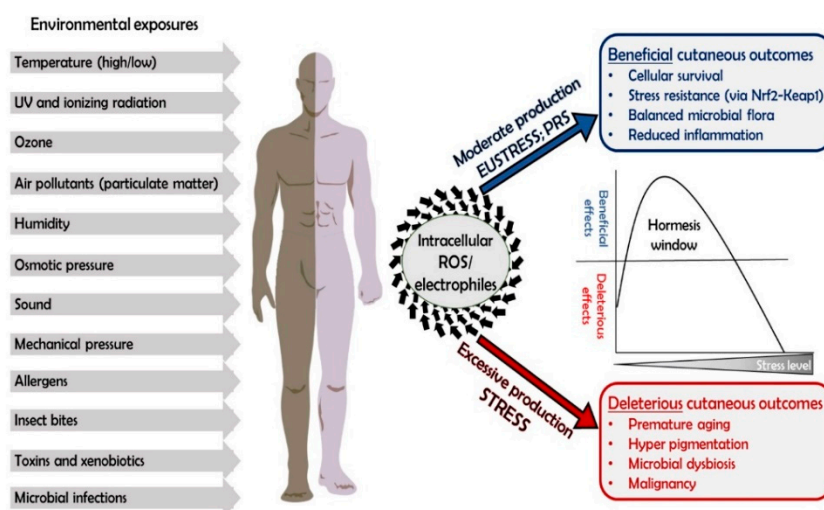 Environmental exposures
Temperature (high/low)
UV and ionizing radiation
Ozone
Air pollutants (particulate matter)
Humidity
Osmotic pressure
Sound
Mechanical pressure
Allergens
Insect bites
Toxins and xenobiotics
Microbial infections
Intracellular
ROS/
electrophiles
Moderate production
EUSTRESS; PRS
Excessive production
STRESS
Beneficial cutaneous outcomes
• Cellular survival
• Stress resistance (via Nrf2-Keap1)
• Balanced microbial flora
• Reduced inflammation
Beneficial
effects
Deleterious
effects
Hormesis
window
Stress level
Deleterious cutaneous outcomes
• Premature aging
• Hyper pigmentation
• Microbial dysbiosis
• Malignancy